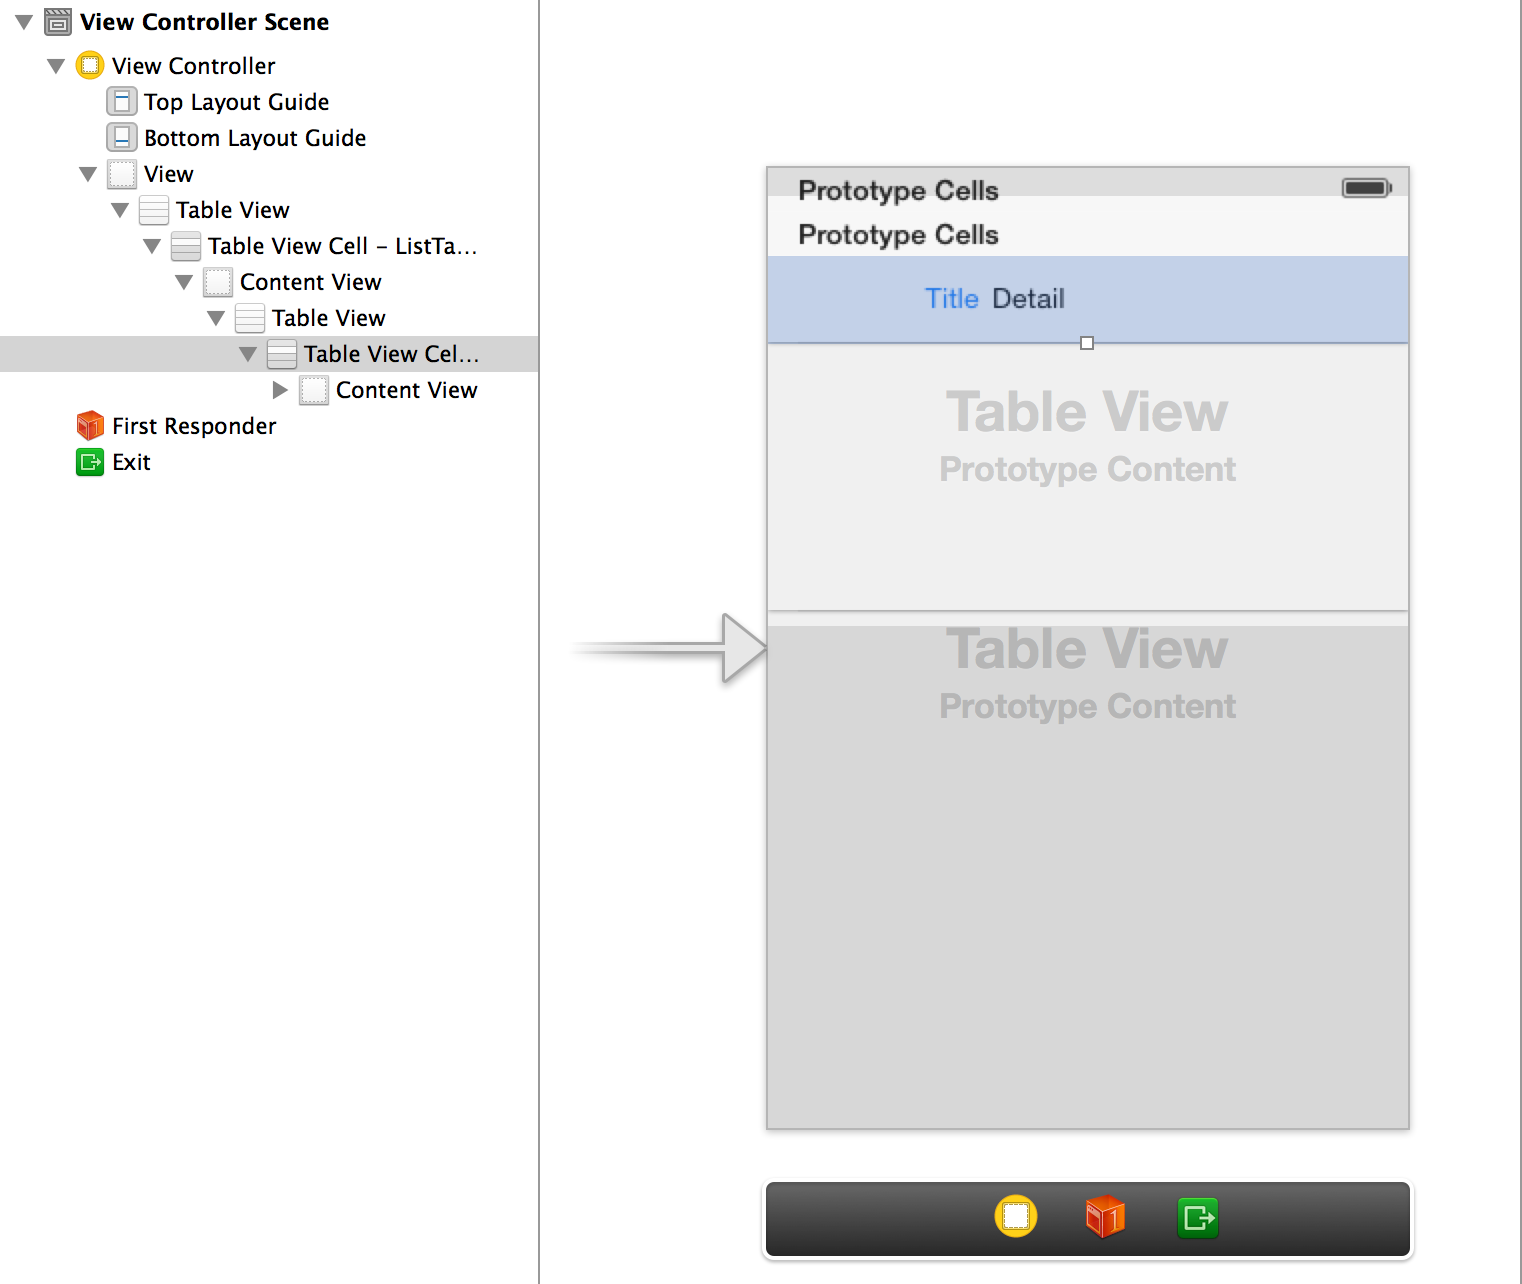 View Controller Scene
View Controller
Top Layout Guide
Bottom Layout Guide
View
Table View
Table View Cell – ListTa...
Content View
Table View
Table View Cel...
Content View
First Responder
Exit
Prototype Cells
Prototype Cells
Title Detail
Table View
Prototype Content
Table View
Prototype Content
1